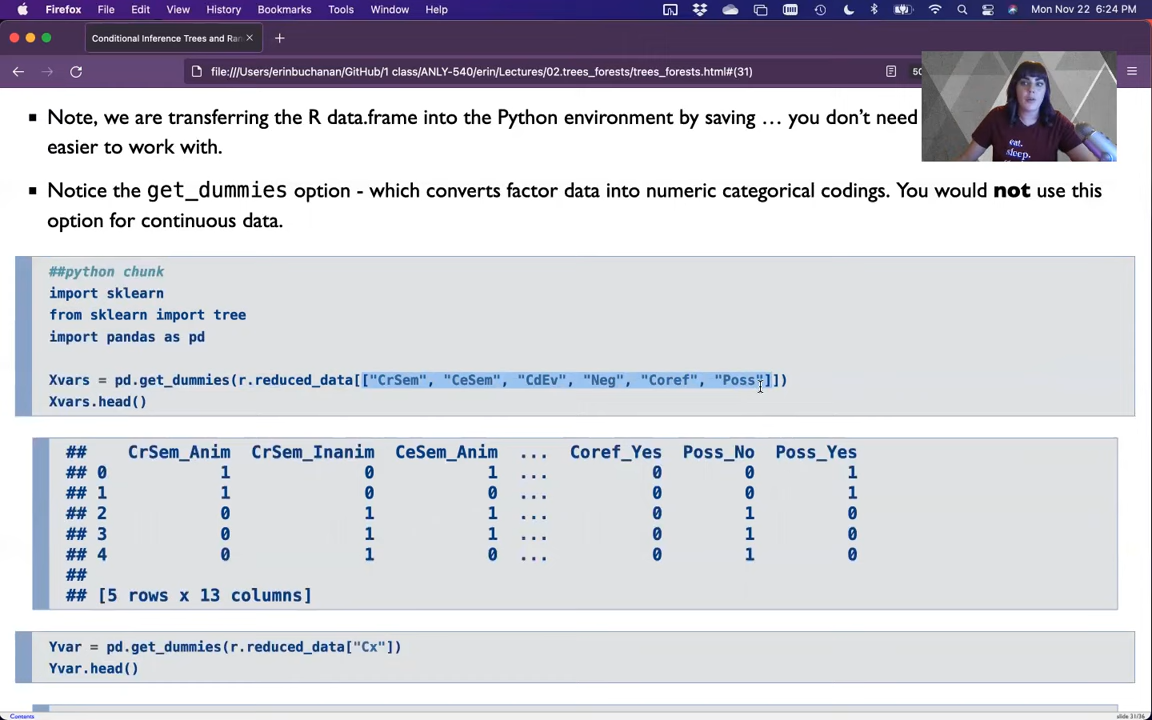 Firefox File Edit View History Bookmarks Tools Window Help Mon Nov 22 6:24 PM
Conditional Inference Trees and Ran
file:///Users/erinbuchanan/GitHub/1 class/ANLY-540/erin/Lectures/02.trees_forests/trees_forests.html#(31)
▪ Note, we are transferring the R data.frame into the Python environment by saving … you don't need
easier to work with.
▪ Notice the get_dummies option - which converts factor data into numeric categorical codings. You would not use this
option for continuous data.
##python chunk
import sklearn
from sklearn import tree
import pandas as pd
Xvars = pd.get_dummies(r.reduced_data[["CrSem", "CeSem", "CdEv", "Neg", "Coref", "Poss"]])
Xvars.head()
## CrSem_Anim CrSem_Inanim CeSem_Anim ... Coref_Yes Poss_No Poss_Yes
## 0 1 0 1 ... 0 0 1
## 1 1 0 0 ... 0 0 1
## 2 0 1 1 ... 0 1 0
## 3 0 1 1 ... 0 1 0
## 4 0 1 0 ... 0 1 0
##
## [5 rows x 13 columns]
Yvar = pd.get_dummies(r.reduced_data["Cx"])
Yvar.head()
eat.
sleep.
Contents
slide 31/36